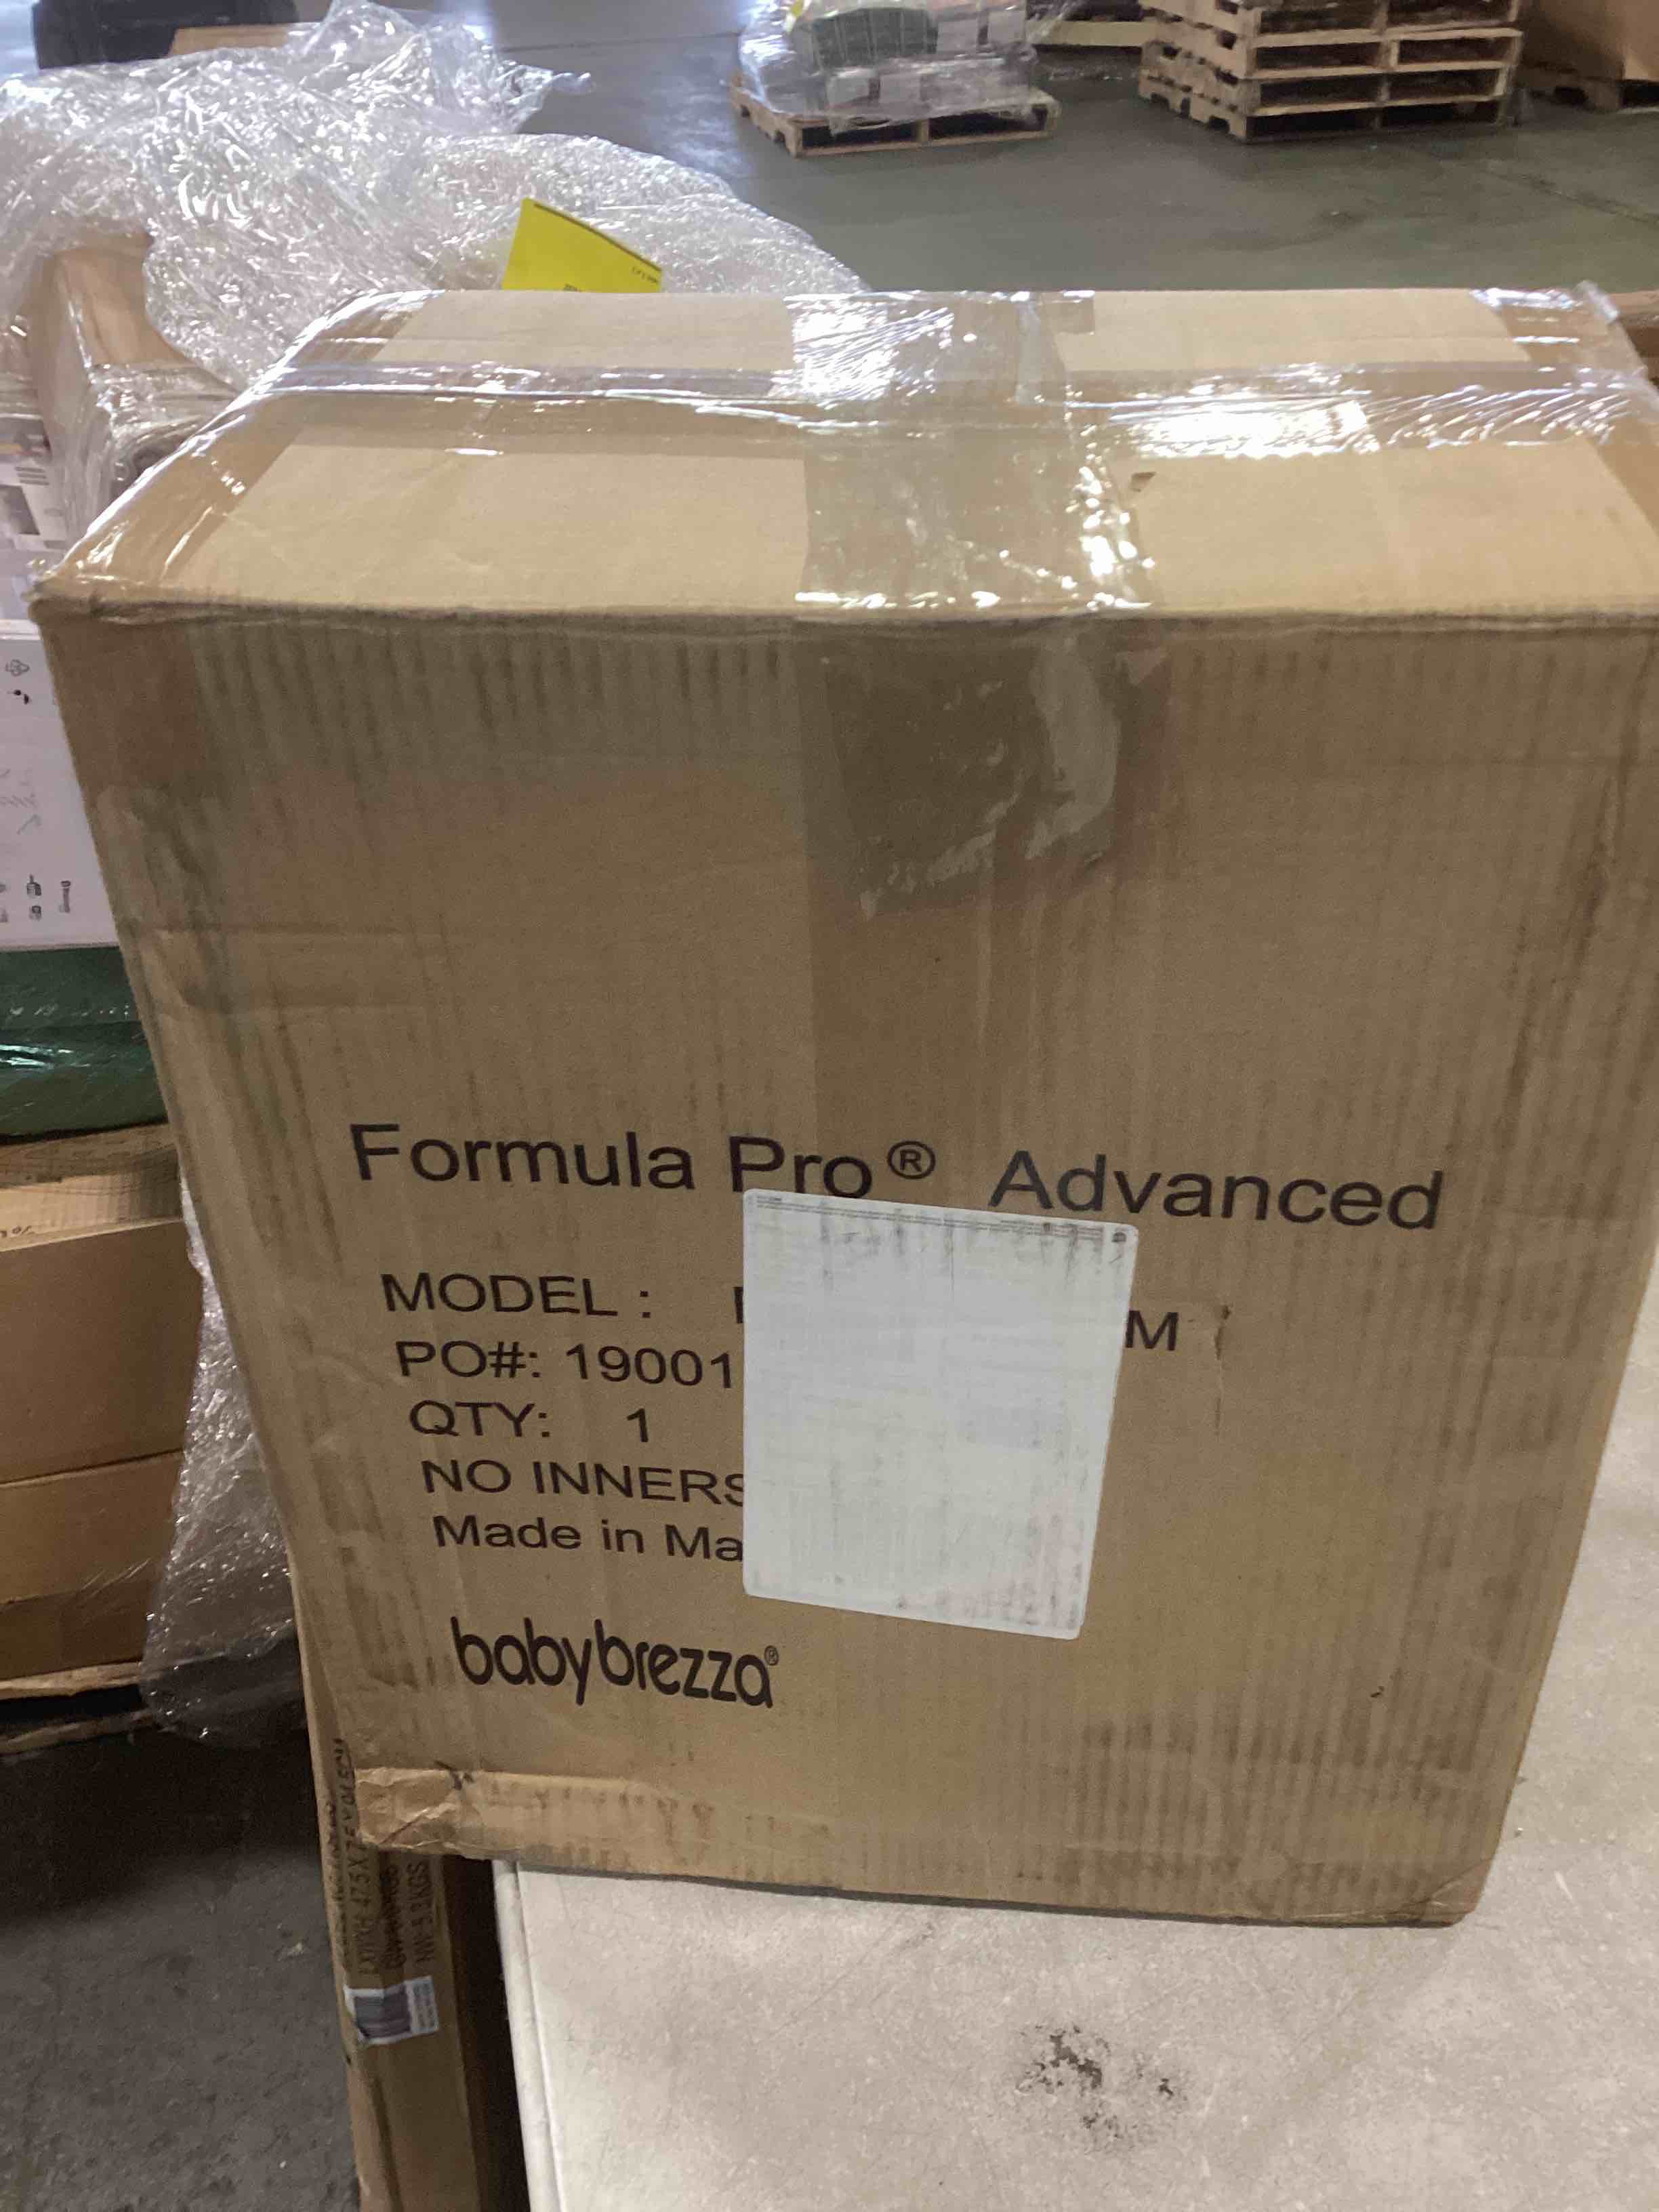 Formula Pro® Advanced
MODEL : M
PO#: 19001
QTY: 1
NO INNERS
Made in Ma
babybrezza®